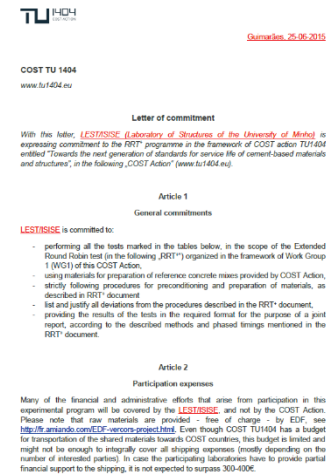 TU 1404
COST ACTION
Guimarães, 25-06-2015
COST TU 1404
www.tu1404.eu
Letter of commitment
With this letter, LEST/ISISE (Laboratory of Structures of the University of Minho) is
expressing commitment to the RRT⁺ programme in the framework of COST action TU1404
entitled "Towards the next generation of standards for service life of cement-based materials
and structures", in the following „COST Action" (www.tu1404.eu).
Article 1
General commitments
LEST/ISISE is committed to:
- performing all the tests marked in the tables below, in the scope of the Extended
Round Robin test (in the following „RRT⁺") organized in the framework of Work Group
1 (WG1) of this COST Action,
- using materials for preparation of reference concrete mixes provided by COST Action,
- strictly following procedures for preconditioning and preparation of materials, as
described in RRT⁺ document
- list and justify all deviations from the procedures described in the RRT⁺ document,
- providing the results of the tests in the required format for the purpose of a joint
report, according to the described methods and phased timings mentioned in the
RRT⁺ document.
Article 2
Participation expenses
Many of the financial and administrative efforts that arise from participation in this
experimental program will be covered by the LEST/ISISE, and not by the COST Action.
Please note that raw materials are provided - free of charge - by EDF, see
http://fr.amiando.com/EDF-vercors-project.html. Even though COST TU1404 has a budget
for transportation of the shared materials towards COST countries, this budget is limited and
might not be enough to integrally cover all shipping expenses (mostly depending on the
number of interested parties). In case the participating laboratories have to provide partial
financial support to the shipping, it is not expected to surpass 300-400€.